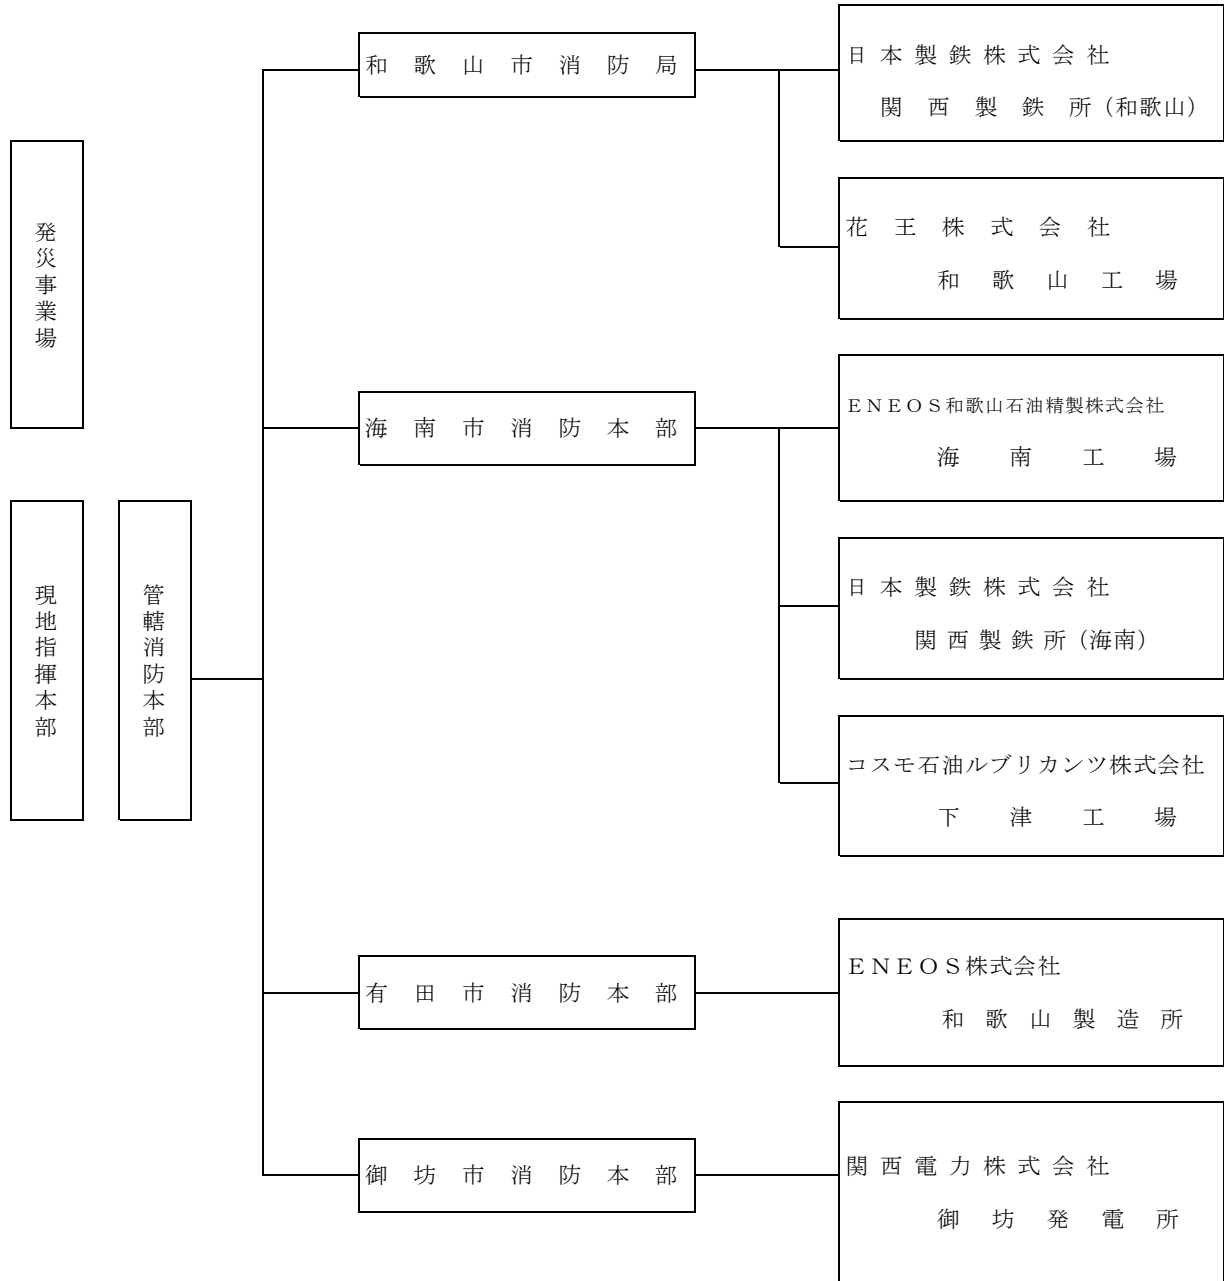 発災事業場
現地指揮本部
管轄消防本部
和歌山市消防局
日本製鉄株式会社
関西製鉄所(和歌山)
花王株式会社
和歌山工場
海南市消防本部
ENEOS和歌山石油精製株式会社
海南工場
日本製鉄株式会社
関西製鉄所(海南)
コスモ石油ルブリカンツ株式会社
下津工場
有田市消防本部
ENEOS株式会社
和歌山製造所
御坊市消防本部
関西電力株式会社
御坊発電所